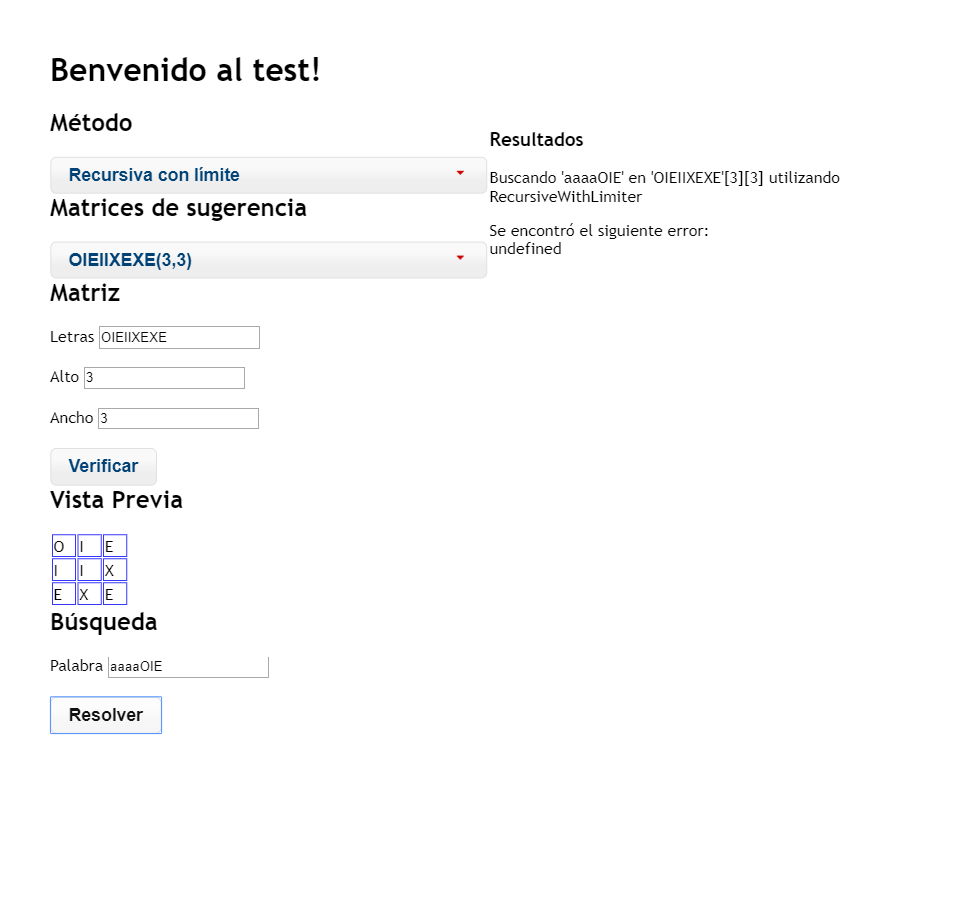 Benvenido al test!
Método
Recursiva con límite
Matrices de sugerencia
OIEIIXEXE(3,3)
Matriz
Letras OIEIIXEXE
Alto 3
Ancho 3
Verificar
Vista Previa
O I E
I I X
E X E
Búsqueda
Palabra aaaaOIE
Resolver
Resultados
Buscando 'aaaaOIE' en 'OIEIIXEXE'[3][3] utilizando
RecursiveWithLimiter
Se encontró el siguiente error:
undefined